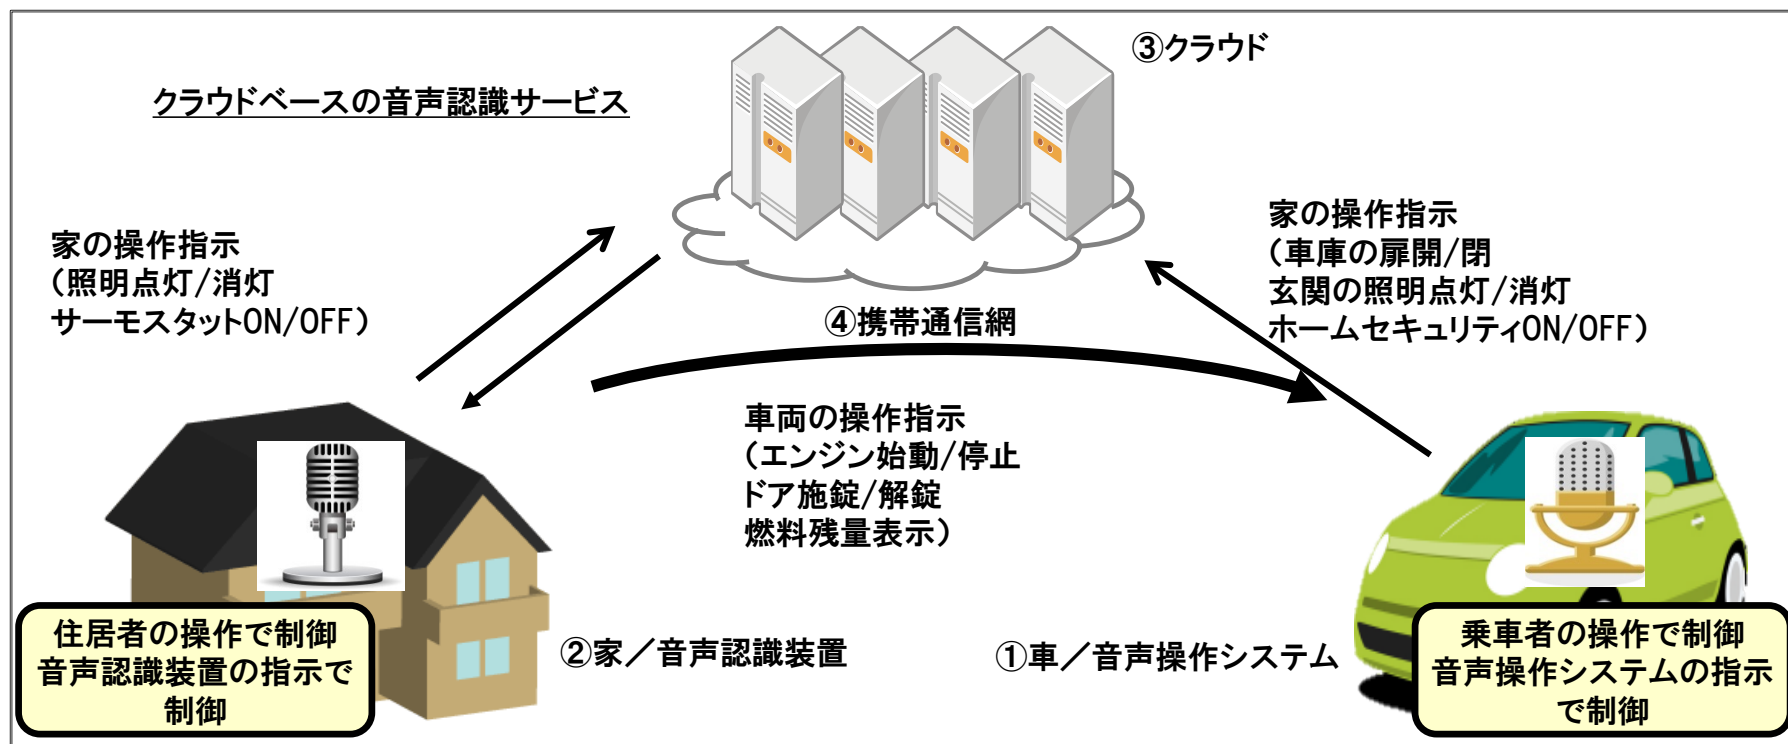 ③クラウド
クラウドベースの音声認識サービス
家の操作指示
（照明点灯/消灯
サーモスタットON/OFF）
家の操作指示
（車庫の扉開/閉
玄関の照明点灯/消灯
ホームセキュリティON/OFF）
④携帯通信網
車両の操作指示
（エンジン始動/停止
ドア施錠/解錠
燃料残量表示）
住居者の操作で制御
音声認識装置の指示で
制御
②家／音声認識装置
①車／音声操作システム
乗車者の操作で制御
音声操作システムの指示
で制御